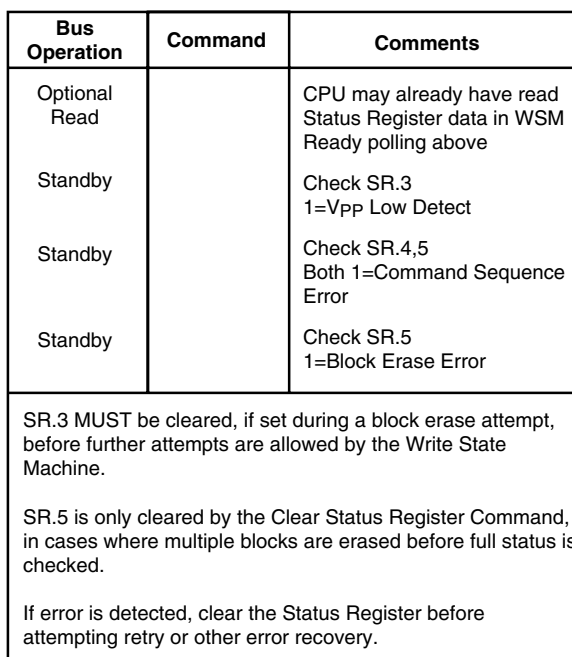 Bus Operation
Command
Comments
Optional Read
CPU may already have read
Status Register data in WSM
Ready polling above
Standby
Check SR.3
1=VPP Low Detect
Standby
Check SR.4,5
Both 1=Command Sequence
Error
Standby
Check SR.5
1=Block Erase Error
SR.3 MUST be cleared, if set during a block erase attempt,
before further attempts are allowed by the Write State
Machine.
SR.5 is only cleared by the Clear Status Register Command,
in cases where multiple blocks are erased before full status is
checked.
If error is detected, clear the Status Register before
attempting retry or other error recovery.